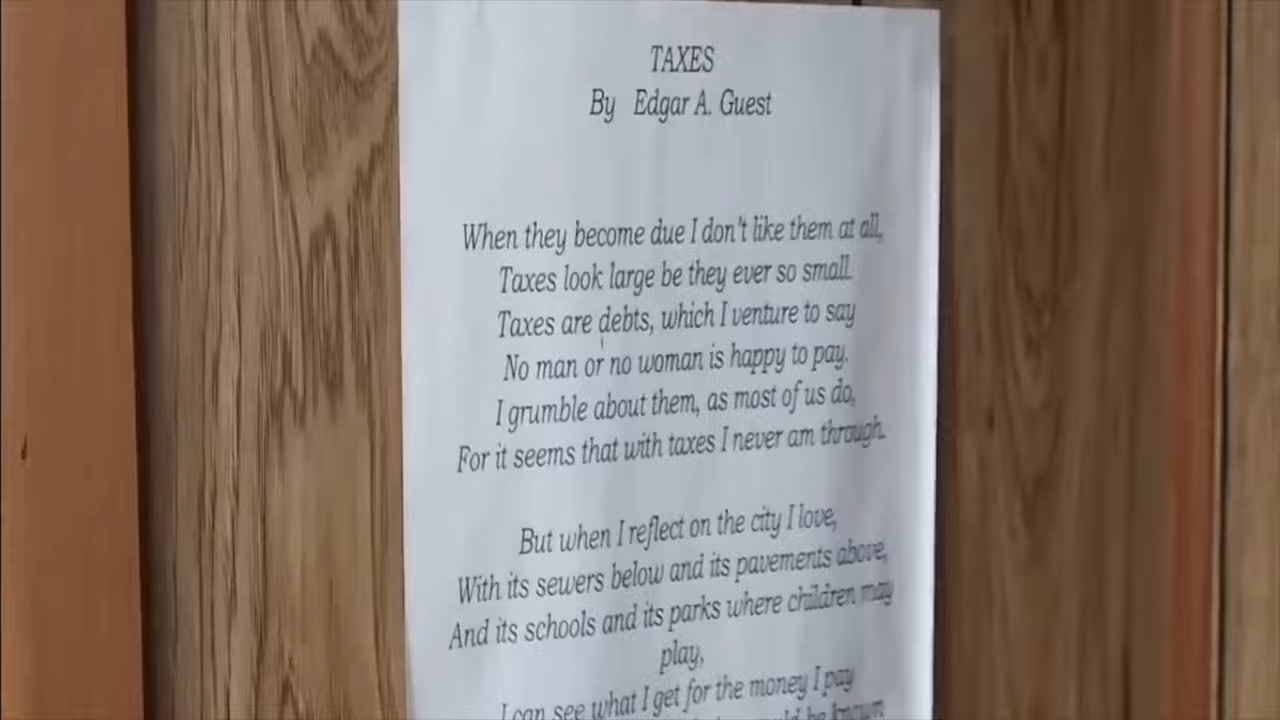 TAXES
By Edgar A. Guest
When they become due I don't like them at all,
Taxes look large be they ever so small.
Taxes are debts, which I venture to say
No man or no woman is happy to pay.
I grumble about them, as most of us do,
For it seems that with taxes I never am through.
But when I reflect on the city I love,
With its sewers below and its pavements above,
And its schools and its parks where children may
play,
I can see what I get for the money I pay
be known